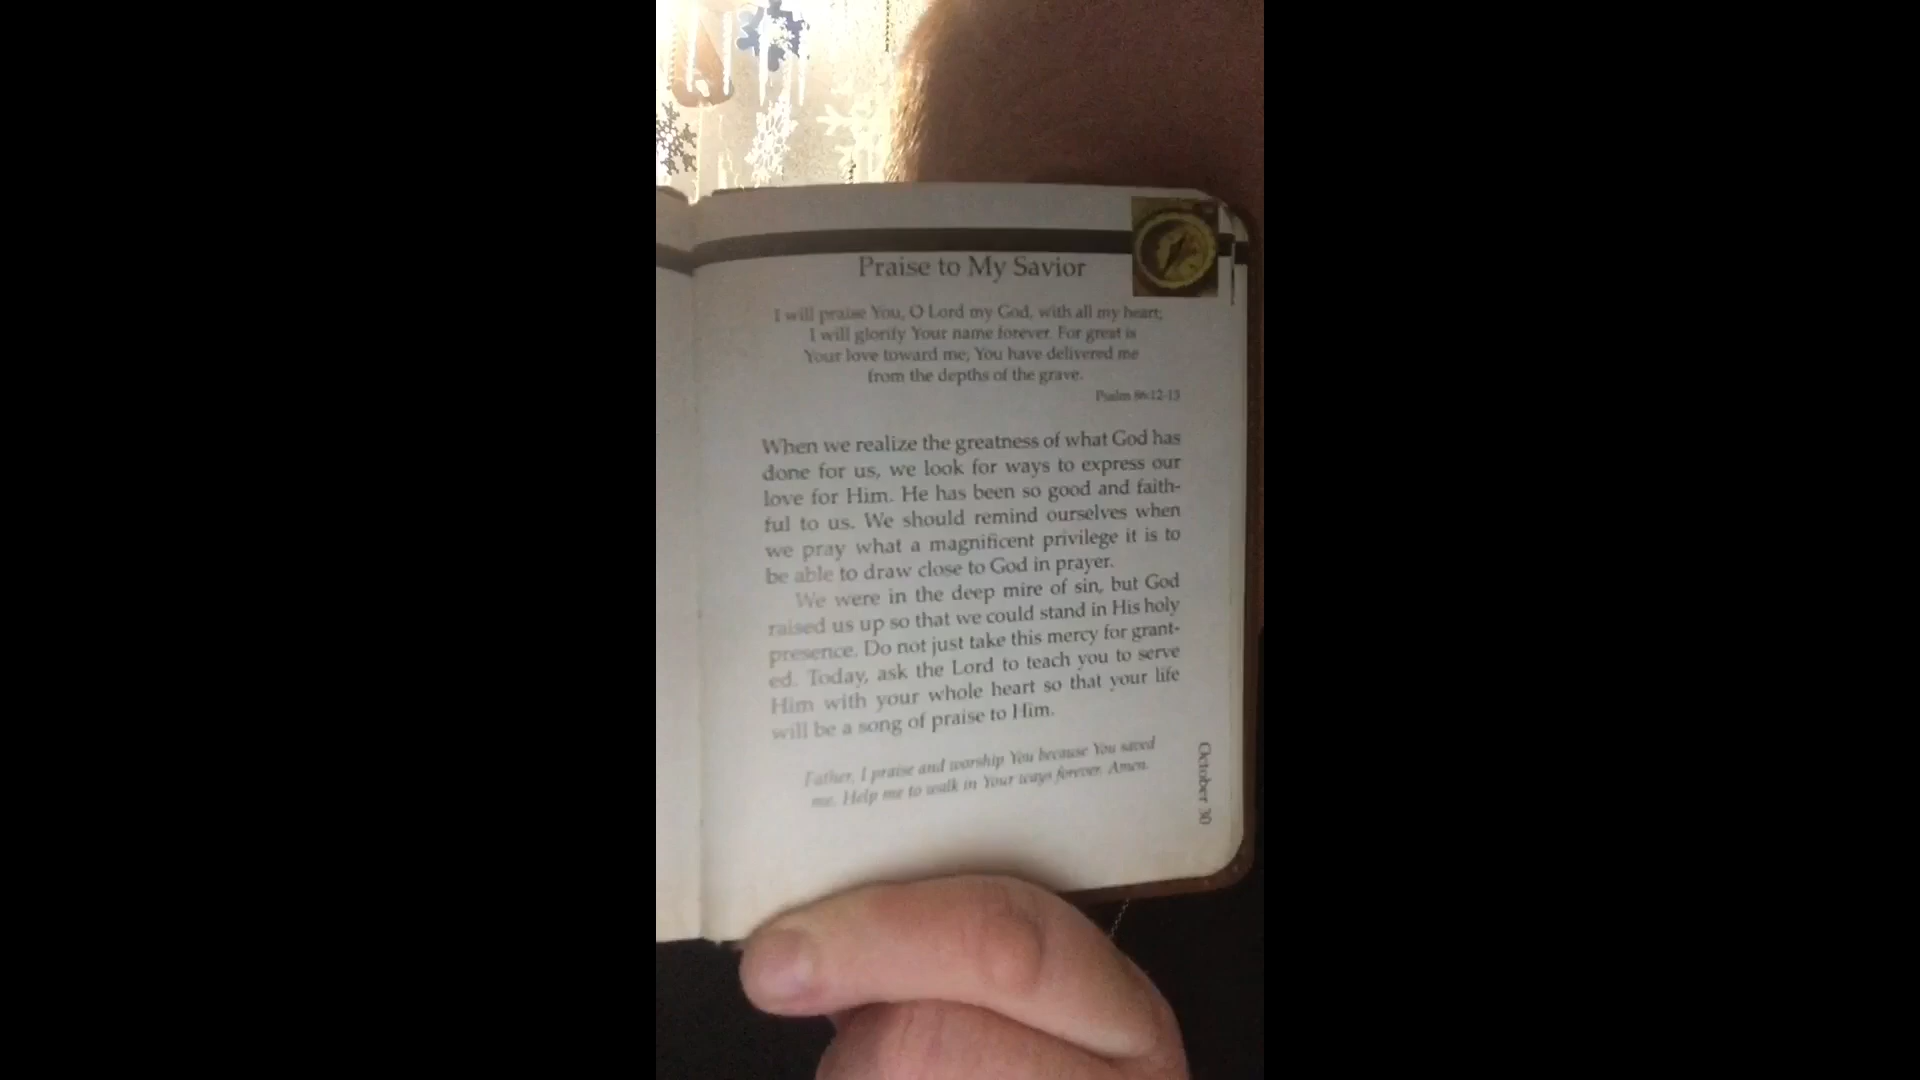 Praise to My Savior
I will praise You, O Lord my God, with all my heart;
I will glorify Your name forever. For great is
Your love toward me; You have delivered me
from the depths of the grave.
Psalm 86:12-13
When we realize the greatness of what God has
done for us, we look for ways to express our
love for Him. He has been so good and faith-
ful to us. We should remind ourselves when
we pray what a magnificent privilege it is to
be able to draw close to God in prayer.
We were in the deep mire of sin, but God
raised us up so that we could stand in His holy
presence. Do not just take this mercy for grant-
ed. Today, ask the Lord to teach you to serve
Him with your whole heart so that your life
will be a song of praise to Him.
Father, I praise and worship You because You saved
me. Help me to walk in Your ways forever. Amen.
October 30